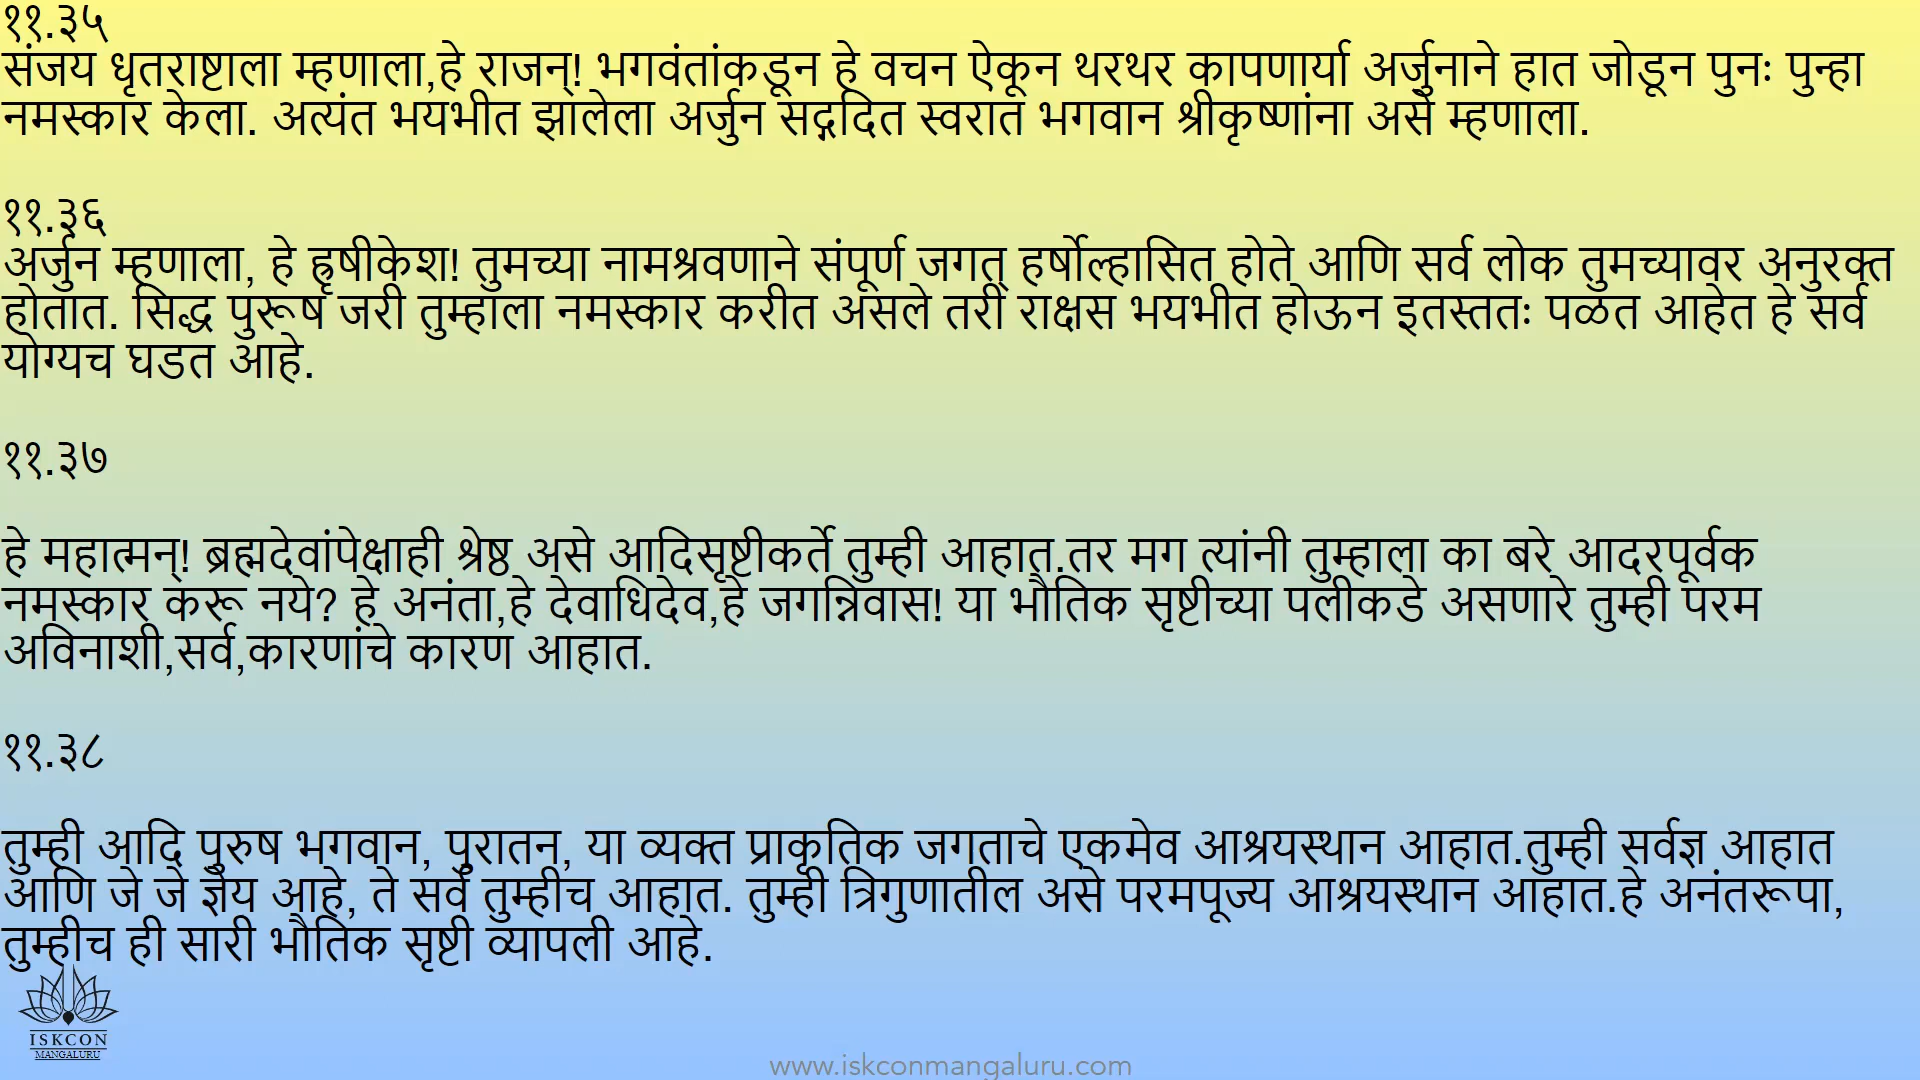 ११.३५
संजय धृतराष्टाला म्हणाला,हे राजन्! भगवंतांकडून हे वचन ऐकून थरथर कापणार्या अर्जुनाने हात जोडून पुनः पुन्हा
नमस्कार केला. अत्यंत भयभीत झालेला अर्जुन सद्गदित स्वरात भगवान श्रीकृष्णांना असे म्हणाला.
११.३६
अर्जुन म्हणाला, हे हृषीकेश! तुमच्या नामश्रवणाने संपूर्ण जगत् हर्षोल्हासित होते आणि सर्व लोक तुमच्यावर अनुरक्त
होतात. सिद्ध पुरूष जरी तुम्हाला नमस्कार करीत असले तरी राक्षस भयभीत होऊन इतस्ततः पळत आहेत हे सर्व
योग्यच घडत आहे.
११.३७
हे महात्मन्! ब्रह्मदेवांपेक्षाही श्रेष्ठ असे आदिसृष्टीकर्ते तुम्ही आहात.तर मग त्यांनी तुम्हाला का बरे आदरपूर्वक
नमस्कार करू नये? हे अनंता,हे देवाधिदेव,हे जगन्निवास! या भौतिक सृष्टीच्या पलीकडे असणारे तुम्ही परम
अविनाशी,सर्व,कारणांचे कारण आहात.
११.३८
तुम्ही आदि पुरुष भगवान, पुरातन, या व्यक्त प्राकृतिक जगताचे एकमेव आश्रयस्थान आहात.तुम्ही सर्वज्ञ आहात
आणि जे जे ज्ञेय आहे, ते सर्व तुम्हीच आहात. तुम्ही त्रिगुणातील असे परमपूज्य आश्रयस्थान आहात.हे अनंतरूपा,
तुम्हीच ही सारी भौतिक सृष्टी व्यापली आहे.
ISKCON
MANGALURU
www.iskconmangaluru.com